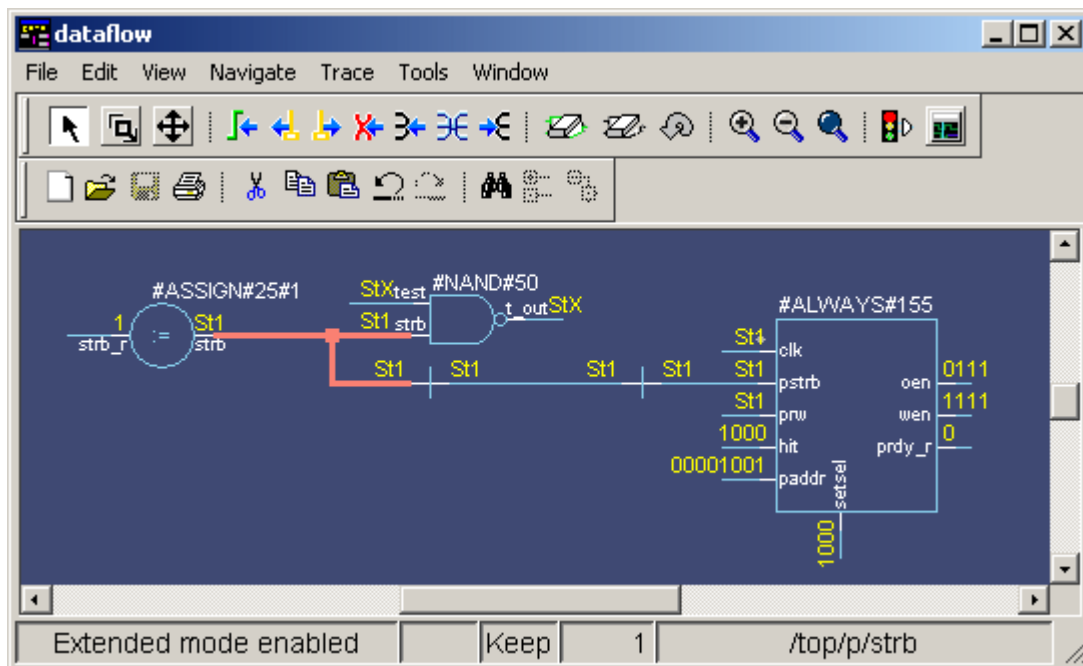 dataflow
File Edit View Navigate Trace Tools Window
#ASSIGN#25#1
1
strb_r
:=
St1
strb
StX
test
#NAND#50
St1
strb
t_out
StX
St1
St1
St1
St1
#ALWAYS#155
clk
St1
pstrb
St1
prw
1000
hit
00001001
paddr
oen
0111
wen
1111
prdy_r
0
setsel
1000
Extended mode enabled
Keep
1
/top/p/strb